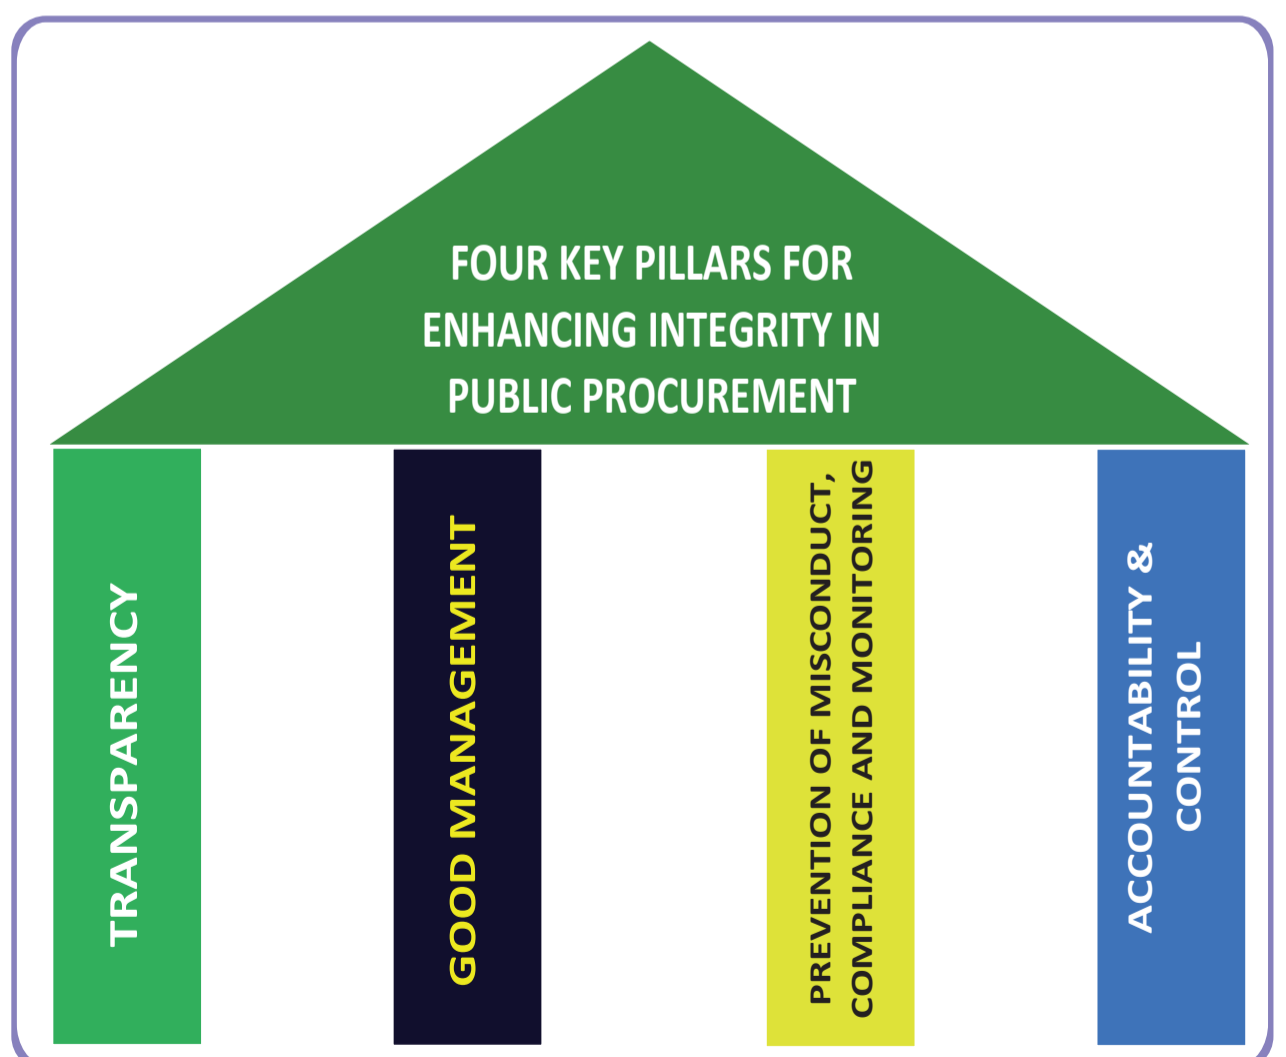 FOUR KEY PILLARS FOR
ENHANCING INTEGRITY IN
PUBLIC PROCUREMENT
TRANSPARENCY
GOOD MANAGEMENT
PREVENTION OF MISCONDUCT,
COMPLIANCE AND MONITORING
ACCOUNTABILITY &
CONTROL